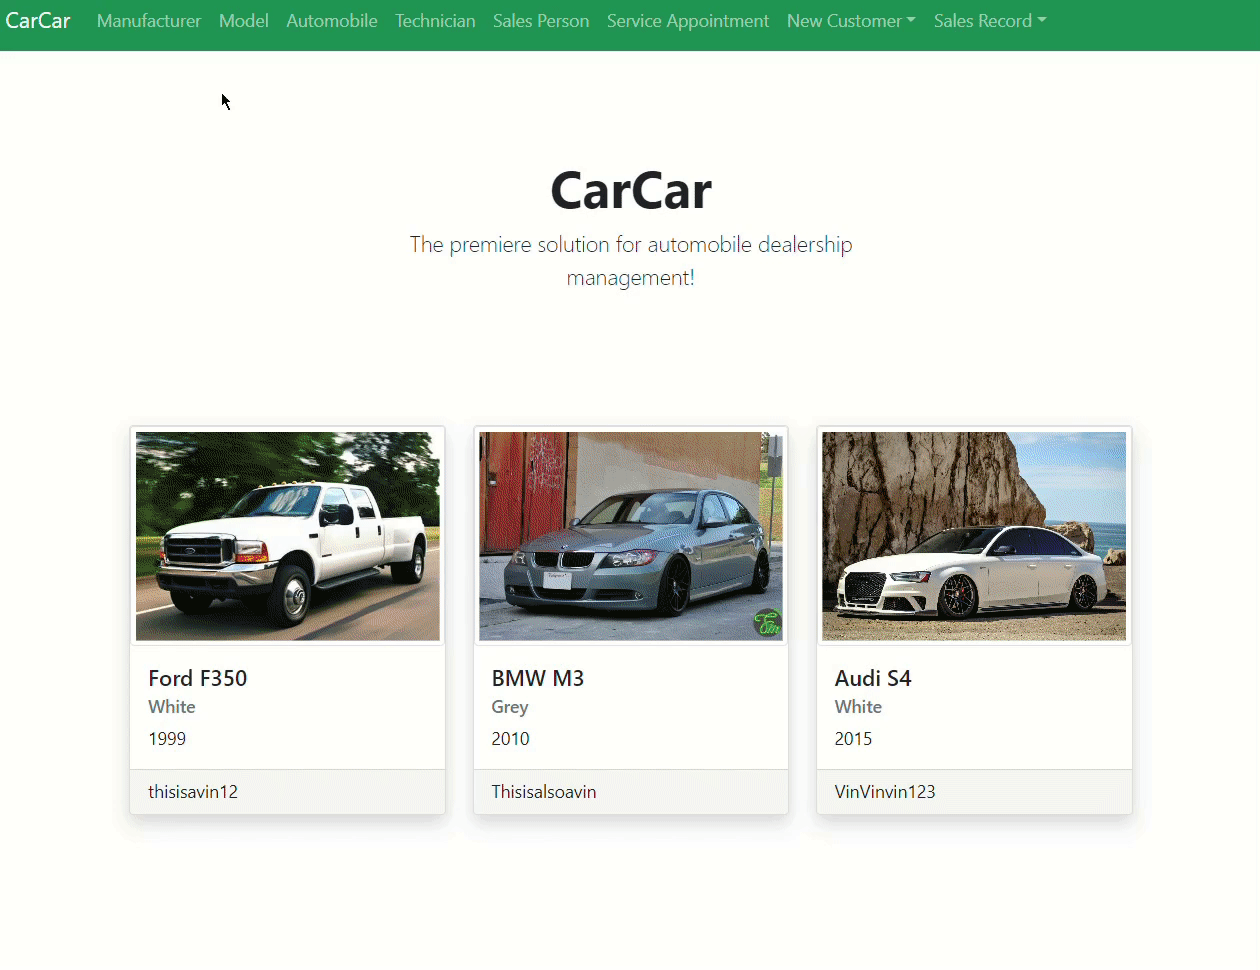 CarCar Manufacturer Model Automobile Technician Sales Person Service Appointment New Customer Sales Record
CarCar
The premiere solution for automobile dealership
management!
Ford F350
White
1999
thisisavin12
BMW M3
Grey
2010
Thisisalsoavin
Audi S4
White
2015
VinVinvin123